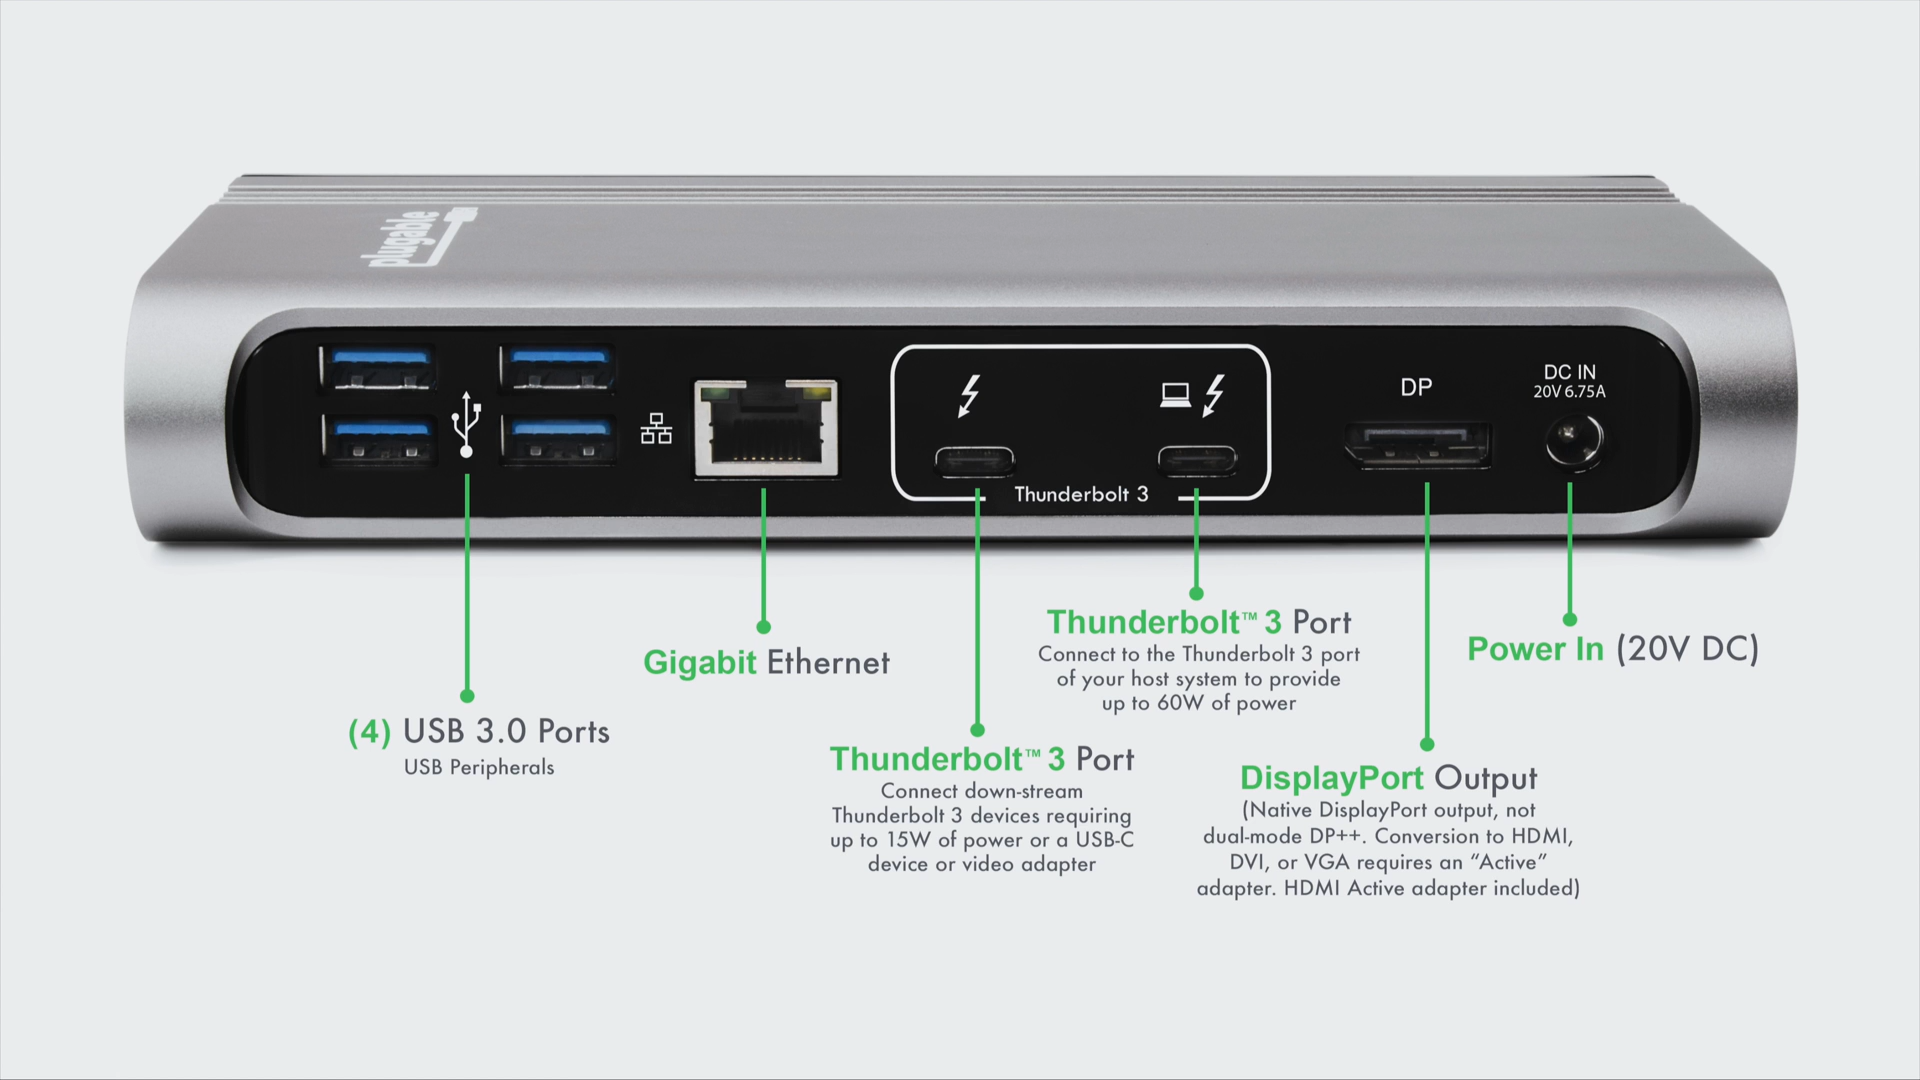 plugable
DP
DC IN
20V 6.75A
Thunderbolt 3
(4) USB 3.0 Ports
USB Peripherals
Gigabit Ethernet
Thunderbolt™ 3 Port
Connect down-stream
Thunderbolt 3 devices requiring
up to 15W of power or a USB-C
device or video adapter
Thunderbolt™ 3 Port
Connect to the Thunderbolt 3 port
of your host system to provide
up to 60W of power
DisplayPort Output
(Native DisplayPort output, not
dual-mode DP++. Conversion to HDMI,
DVI, or VGA requires an “Active”
adapter. HDMI Active adapter included)
Power In (20V DC)